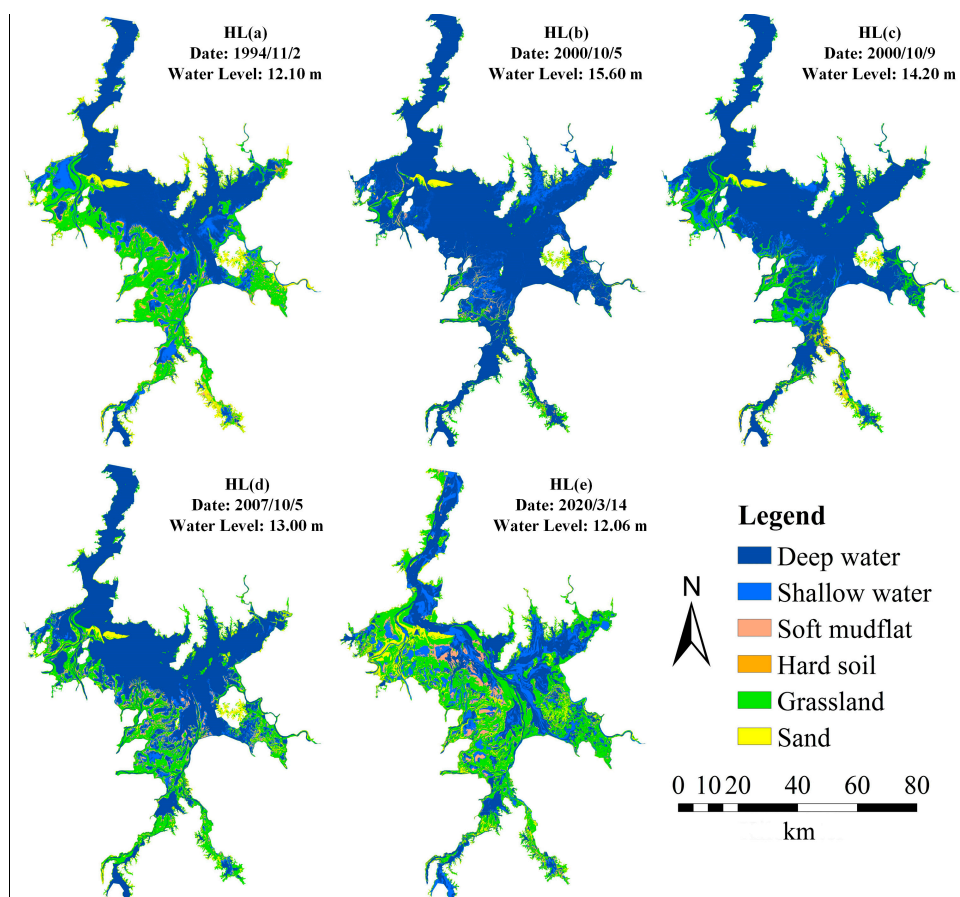 HL(a)
Date: 1994/11/2
Water Level: 12.10 m
HL(b)
Date: 2000/10/5
Water Level: 15.60 m
HL(c)
Date: 2000/10/9
Water Level: 14.20 m
HL(d)
Date: 2007/10/5
Water Level: 13.00 m
HL(e)
Date: 2020/3/14
Water Level: 12.06 m
Legend
Deep water
Shallow water
Soft mudflat
Hard soil
Grassland
Sand
N
0 10 20 40 60 80
km